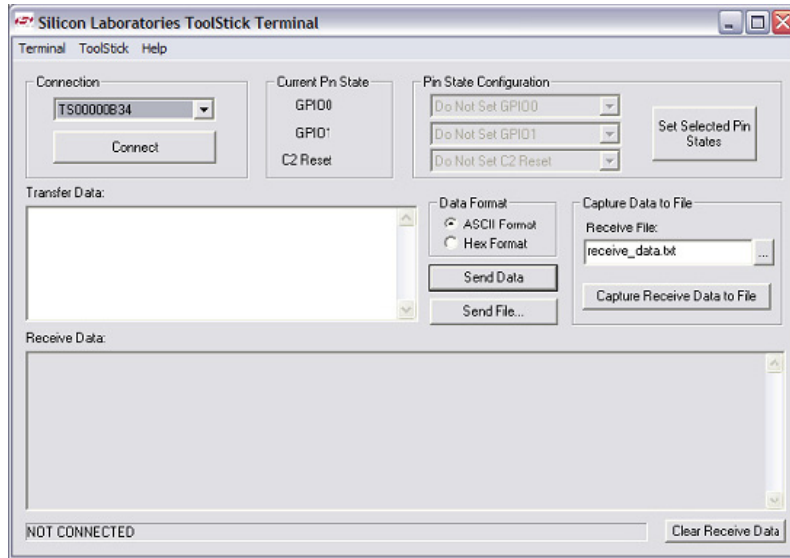 Silicon Laboratories ToolStick Terminal
Terminal ToolStick Help
Connection
TS00000B34
Connect
Current Pin State
GPIO0
GPIO1
C2 Reset
Pin State Configuration
Do Not Set GPIO0
Do Not Set GPIO1
Do Not Set C2 Reset
Set Selected Pin
States
Transfer Data:
Data Format
ASCII Format
Hex Format
Send Data
Send File...
Capture Data to File
Receive File:
receive_data.txt
...
Capture Receive Data to File
Receive Data:
NOT CONNECTED
Clear Receive Data